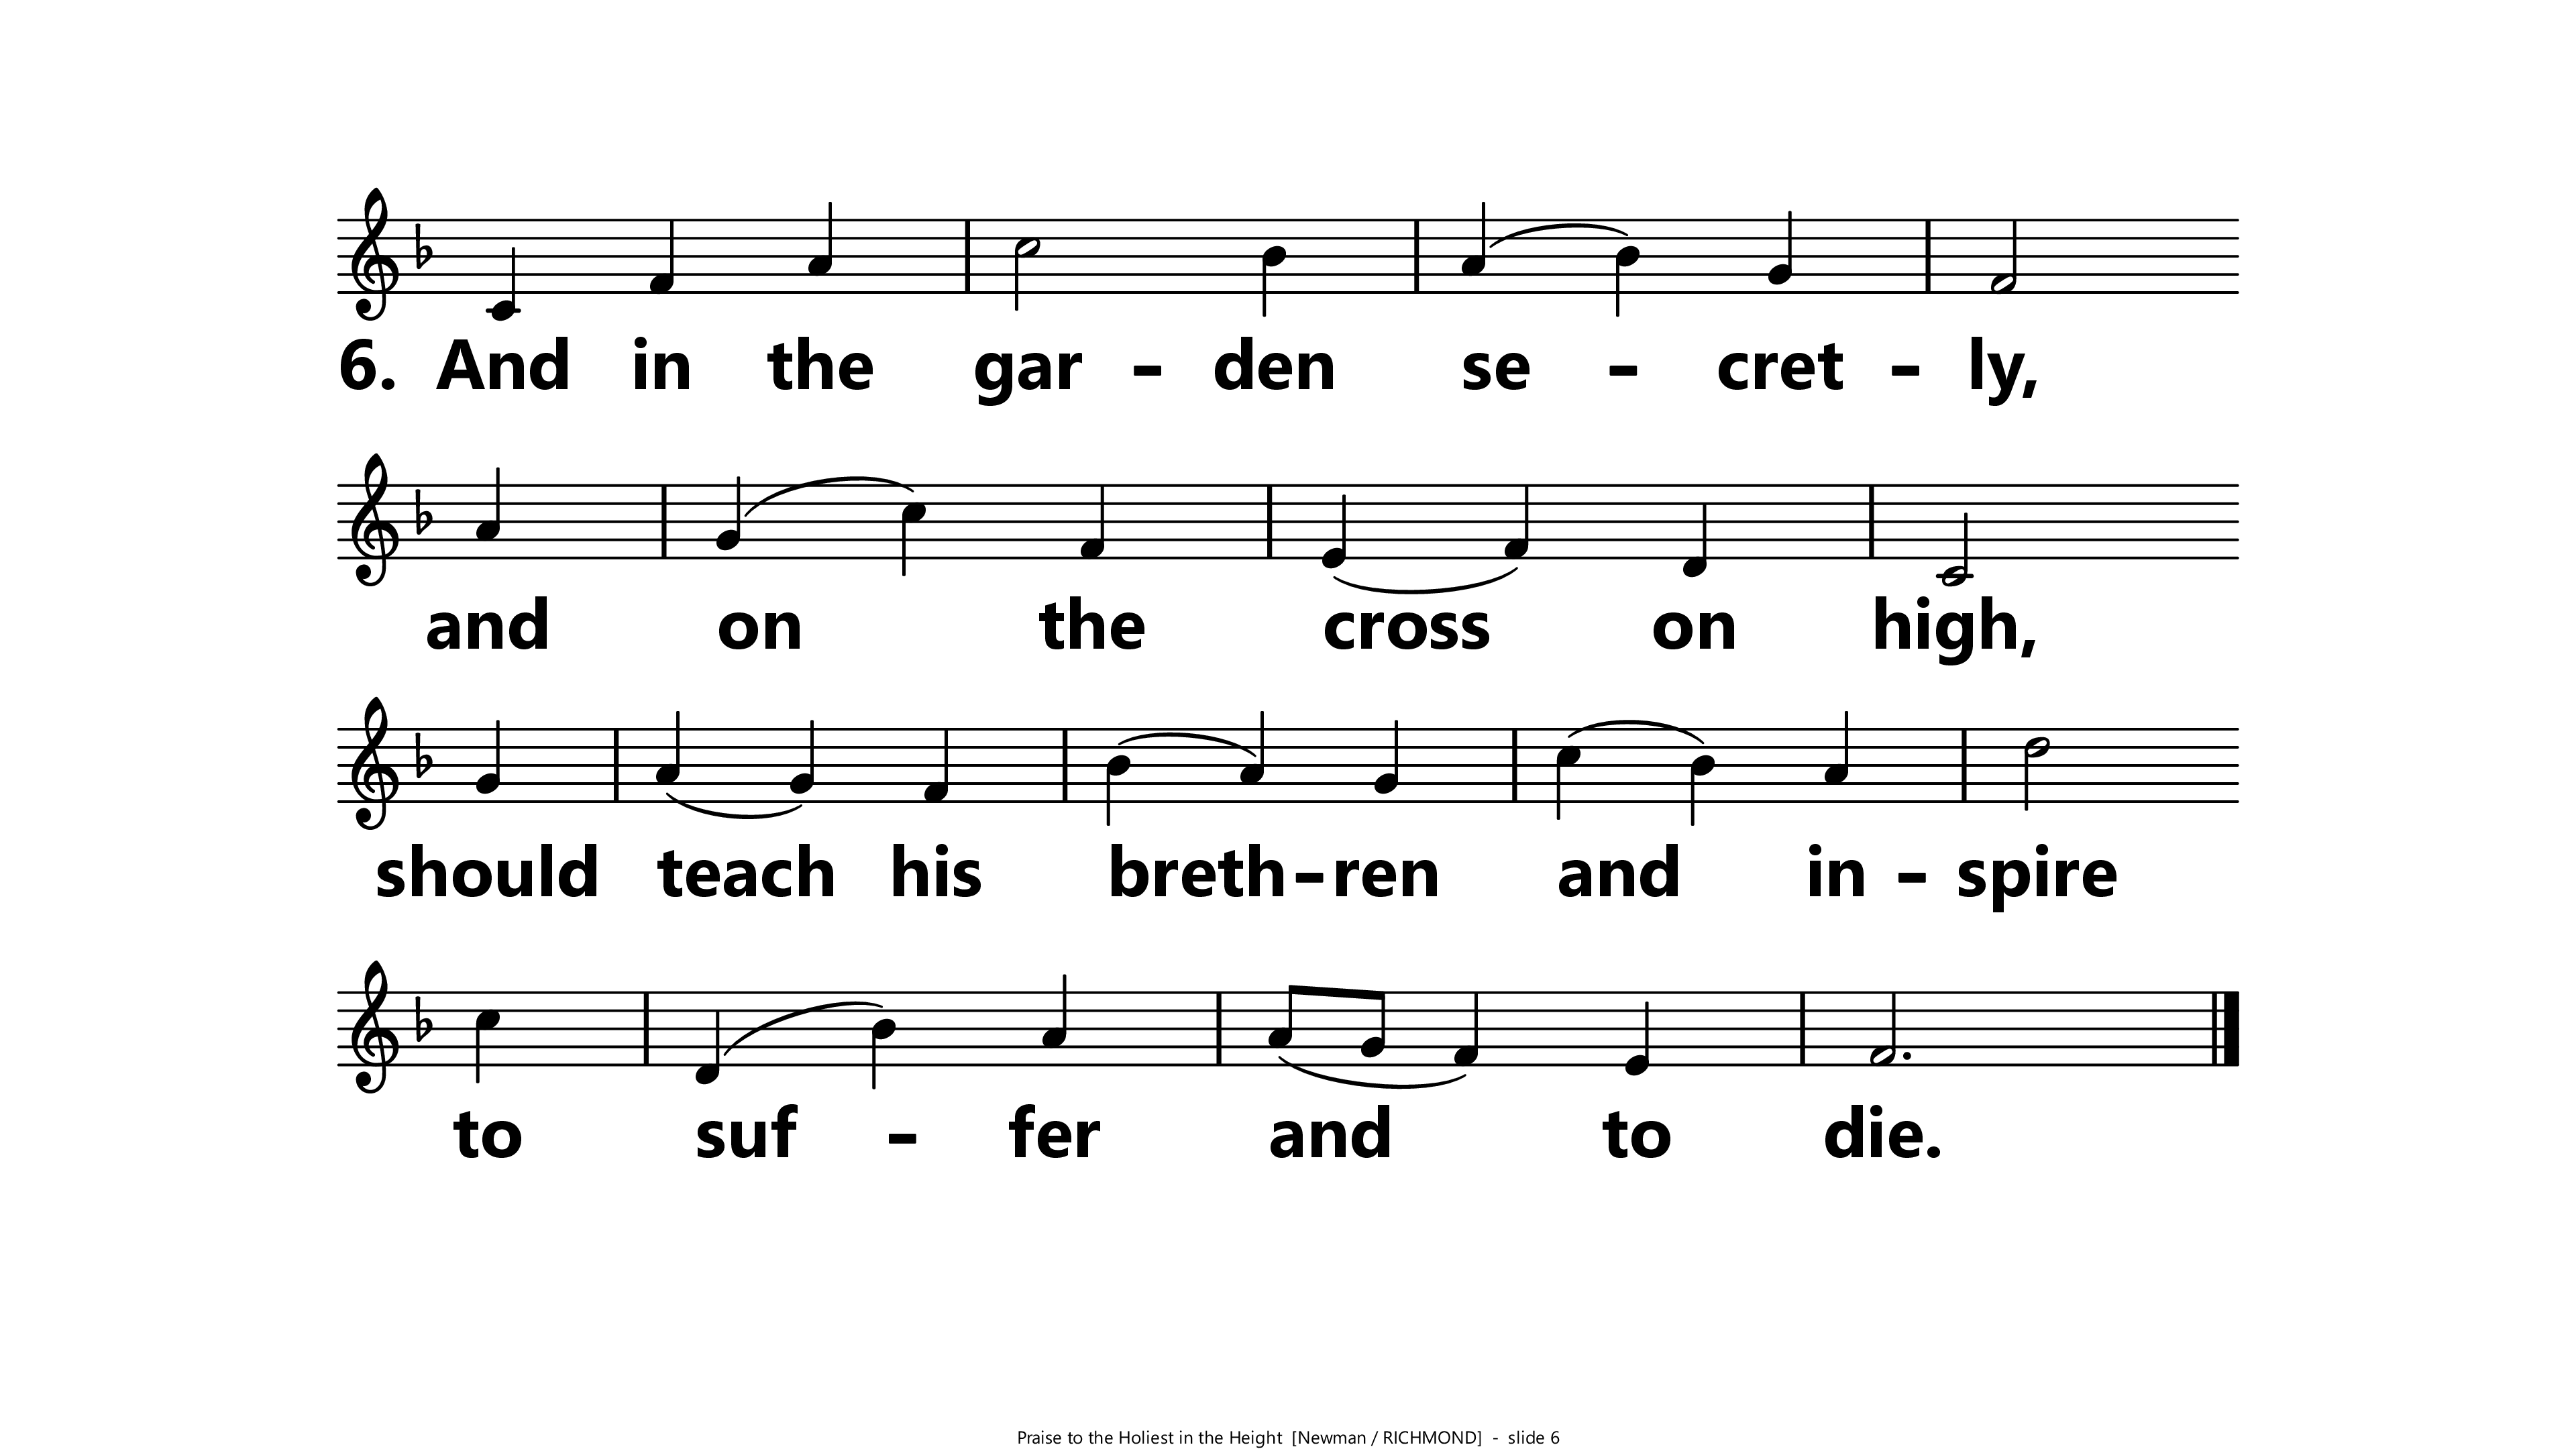 6. And in the gar - den se - cret - ly,
and on the cross on high,
should teach his breth - ren and in - spire
to suf - fer and to die.
Praise to the Holiest in the Height [Newman / RICHMOND] - slide 6